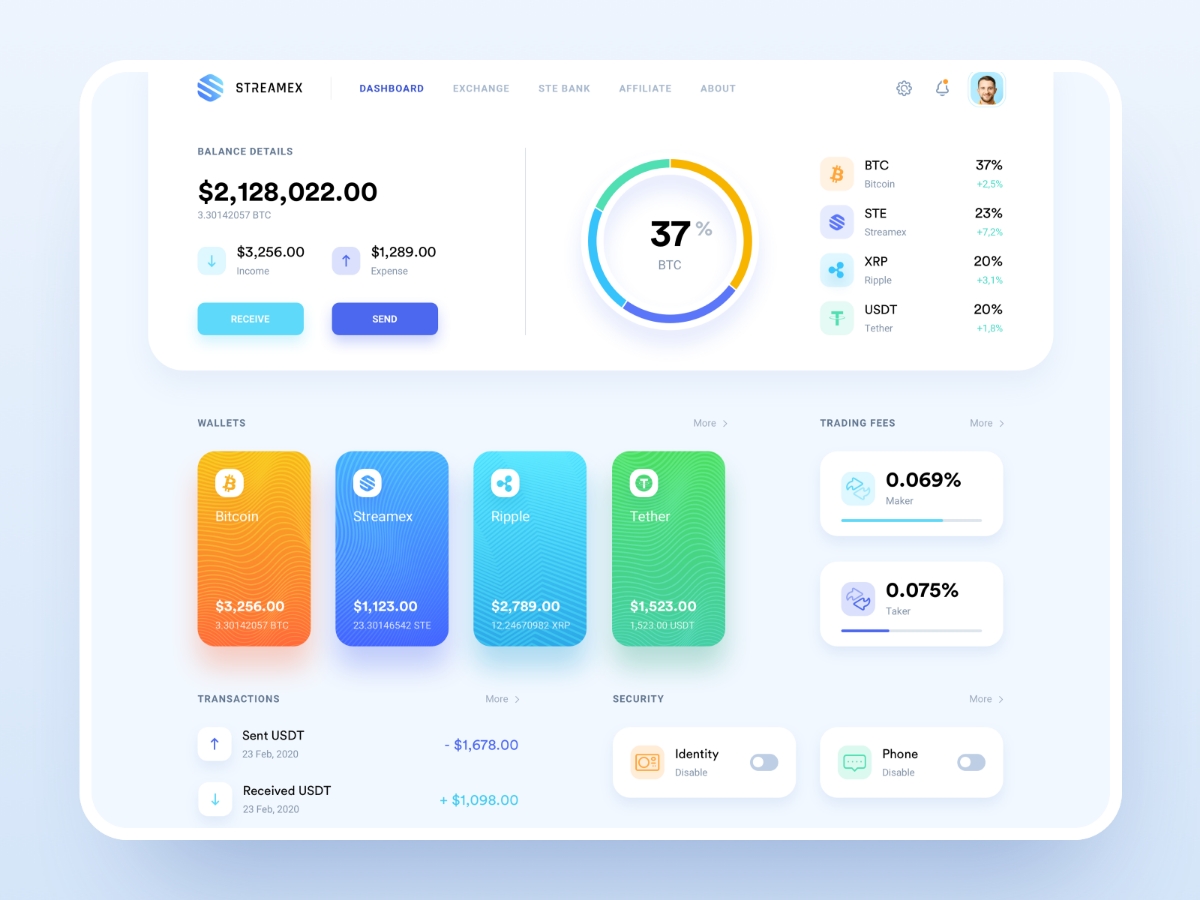 STREAMEX
DASHBOARD
EXCHANGE
STE BANK
AFFILIATE
ABOUT
BALANCE DETAILS
$2,128,022.00
3.30142057 BTC
$3,256.00
Income
$1,289.00
Expense
RECEIVE
SEND
37 %
BTC
BTC
Bitcoin
37%
+2,5%
STE
Streamex
23%
+7,2%
XRP
Ripple
20%
+3,1%
USDT
Tether
20%
+1,8%
WALLETS
More
Bitcoin
$3,256.00
3.30142057 BTC
Streamex
$1,123.00
23.30146542 STE
Ripple
$2,789.00
12.24670982 XRP
Tether
$1,523.00
1,523.00 USDT
TRADING FEES
More
0.069%
Maker
0.075%
Taker
TRANSACTIONS
More
Sent USDT
23 Feb, 2020
- $1,678.00
Received USDT
23 Feb, 2020
+ $1,098.00
SECURITY
More
Identity
Disable
Phone
Disable